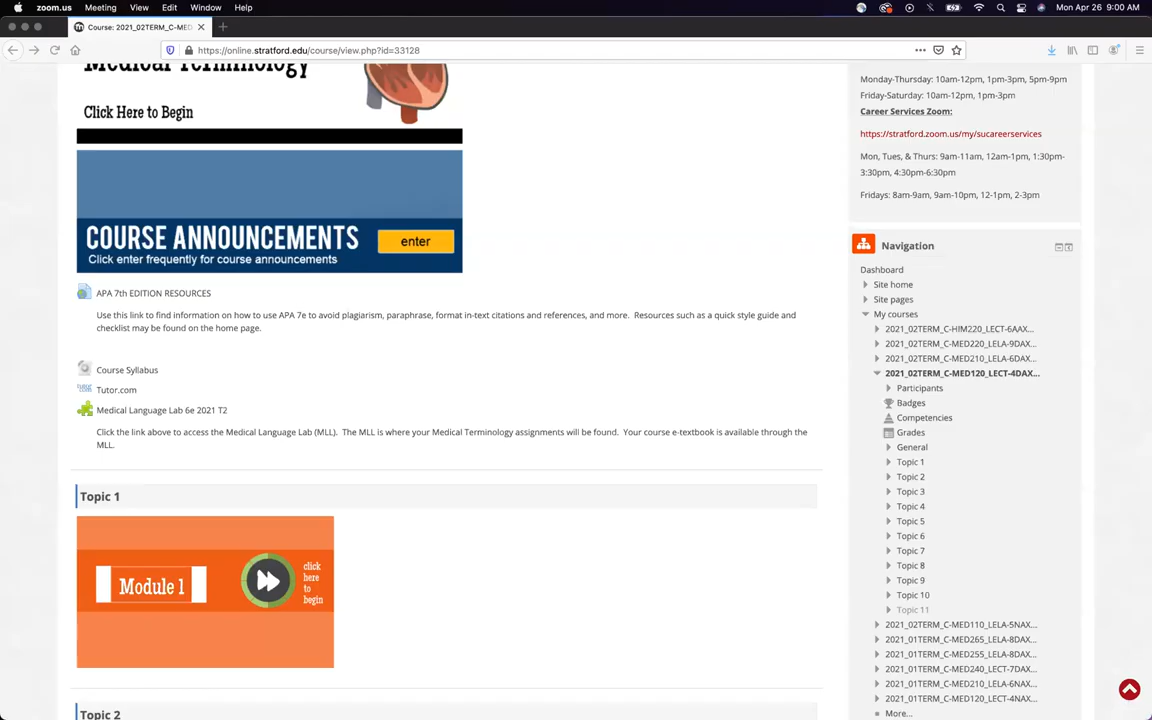 zoom.us Meeting View Edit Window Help Mon Apr 26 9:00 AM
Course: 2021_02TERM_C-MED
https://online.stratford.edu/course/view.php?id=33128
Medical Terminology
Click Here to Begin
COURSE ANNOUNCEMENTS
enter
Click enter frequently for course announcements
APA 7th EDITION RESOURCES
Use this link to find information on how to use APA 7e to avoid plagiarism, paraphrase, format in-text citations and references, and more. Resources such as a quick style guide and
checklist may be found on the home page.
Course Syllabus
Tutor.com
Medical Language Lab 6e 2021 T2
Click the link above to access the Medical Language Lab (MLL). The MLL is where your Medical Terminology assignments will be found. Your course e-textbook is available through the
MLL.
Topic 1
Module 1
click
here
to
begin
Topic 2
Monday-Thursday: 10am-12pm, 1pm-3pm, 5pm-9pm
Friday-Saturday: 10am-12pm, 1pm-3pm
Career Services Zoom:
https://stratford.zoom.us/my/sucareerservices
Mon, Tues, & Thurs: 9am-11am, 12am-1pm, 1:30pm-
3:30pm, 4:30pm-6:30pm
Fridays: 8am-9am, 9am-10pm, 12-1pm, 2-3pm
Navigation
Dashboard
Site home
Site pages
My courses
2021_02TERM_C-HIM220_LECT-6AAX...
2021_02TERM_C-MED220_LELA-9DAX...
2021_02TERM_C-MED210_LELA-6DAX...
2021_02TERM_C-MED120_LECT-4DAX...
Participants
Badges
Competencies
Grades
General
Topic 1
Topic 2
Topic 3
Topic 4
Topic 5
Topic 6
Topic 7
Topic 8
Topic 9
Topic 10
Topic 11
2021_02TERM_C-MED110_LELA-5NAX...
2021_01TERM_C-MED265_LELA-8DAX...
2021_01TERM_C-MED255_LELA-8DAX...
2021_01TERM_C-MED240_LECT-7DAX...
2021_01TERM_C-MED210_LELA-6NAX...
2021_01TERM_C-MED120_LECT-4NAX...
More...